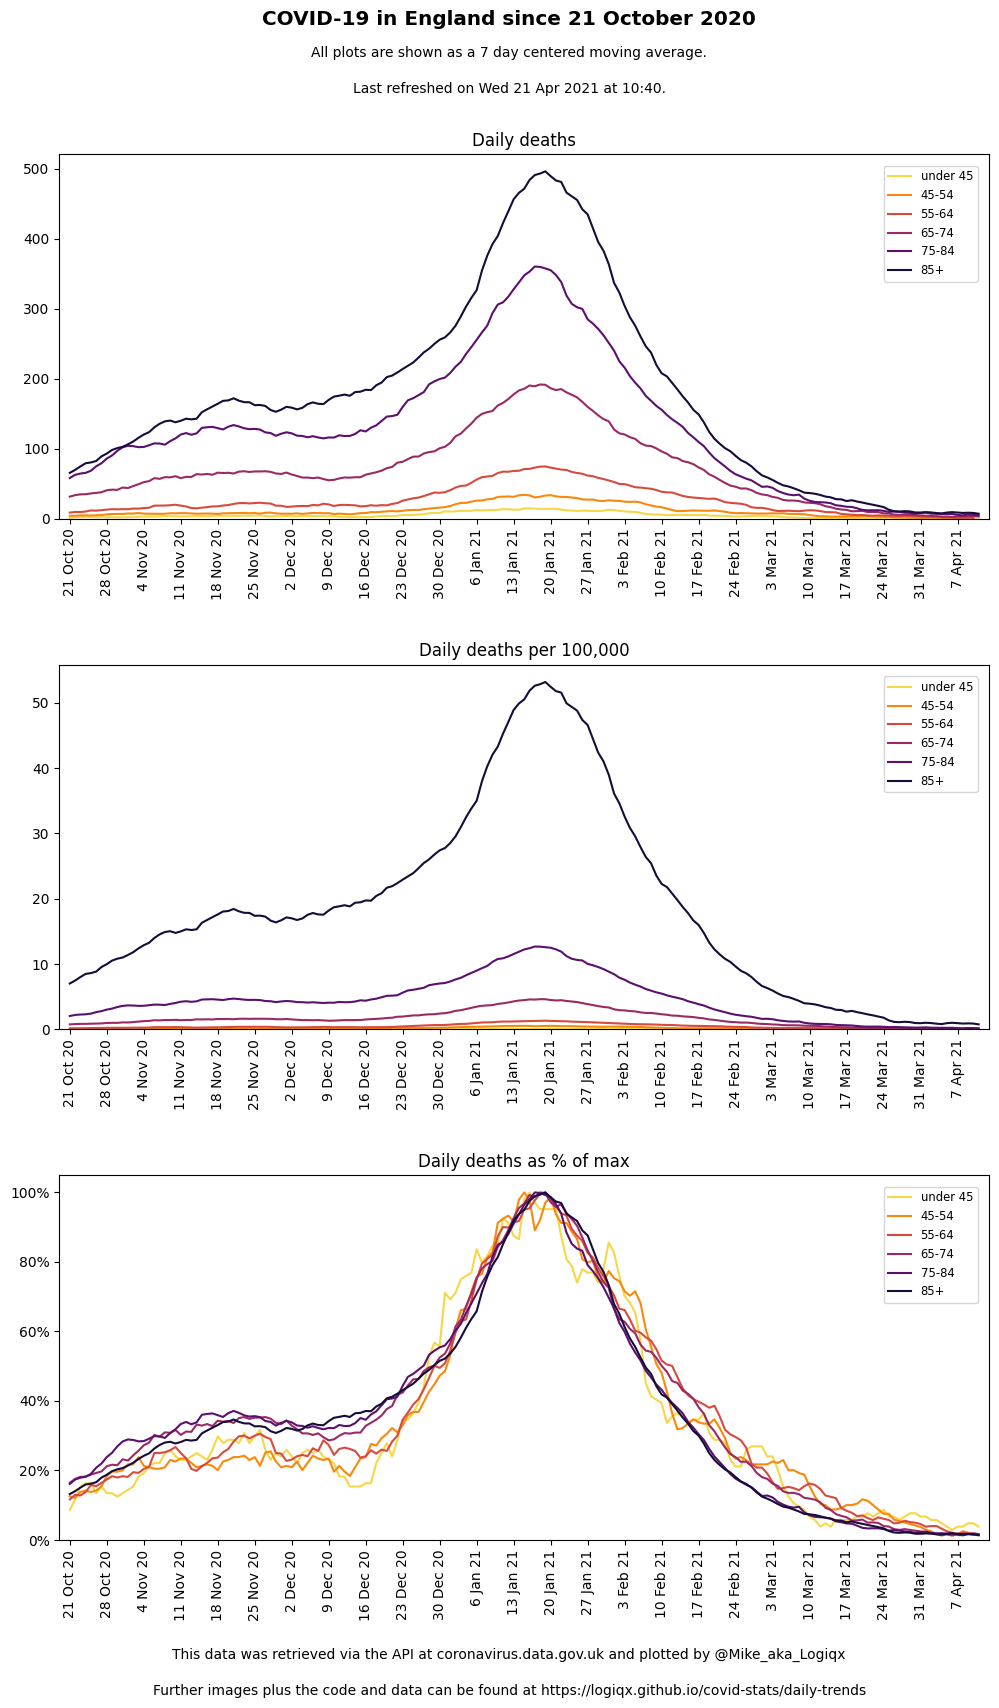 COVID-19 in England since 21 October 2020
All plots are shown as a 7 day centered moving average.
Last refreshed on Wed 21 Apr 2021 at 10:40.
Daily deaths
500
400
300
200
100
0
under 45
45-54
55-64
65-74
75-84
85+
21 Oct 20
28 Oct 20
4 Nov 20
11 Nov 20
18 Nov 20
25 Nov 20
2 Dec 20
9 Dec 20
16 Dec 20
23 Dec 20
30 Dec 20
6 Jan 21
13 Jan 21
20 Jan 21
27 Jan 21
3 Feb 21
10 Feb 21
17 Feb 21
24 Feb 21
3 Mar 21
10 Mar 21
17 Mar 21
24 Mar 21
31 Mar 21
7 Apr 21
Daily deaths per 100,000
50
40
30
20
10
0
under 45
45-54
55-64
65-74
75-84
85+
21 Oct 20
28 Oct 20
4 Nov 20
11 Nov 20
18 Nov 20
25 Nov 20
2 Dec 20
9 Dec 20
16 Dec 20
23 Dec 20
30 Dec 20
6 Jan 21
13 Jan 21
20 Jan 21
27 Jan 21
3 Feb 21
10 Feb 21
17 Feb 21
24 Feb 21
3 Mar 21
10 Mar 21
17 Mar 21
24 Mar 21
31 Mar 21
7 Apr 21
Daily deaths as % of max
100%
80%
60%
40%
20%
0%
under 45
45-54
55-64
65-74
75-84
85+
21 Oct 20
28 Oct 20
4 Nov 20
11 Nov 20
18 Nov 20
25 Nov 20
2 Dec 20
9 Dec 20
16 Dec 20
23 Dec 20
30 Dec 20
6 Jan 21
13 Jan 21
20 Jan 21
27 Jan 21
3 Feb 21
10 Feb 21
17 Feb 21
24 Feb 21
3 Mar 21
10 Mar 21
17 Mar 21
24 Mar 21
31 Mar 21
7 Apr 21
This data was retrieved via the API at coronavirus.data.gov.uk and plotted by @Mike_aka_Logiqx
Further images plus the code and data can be found at https://logiqx.github.io/covid-stats/daily-trends